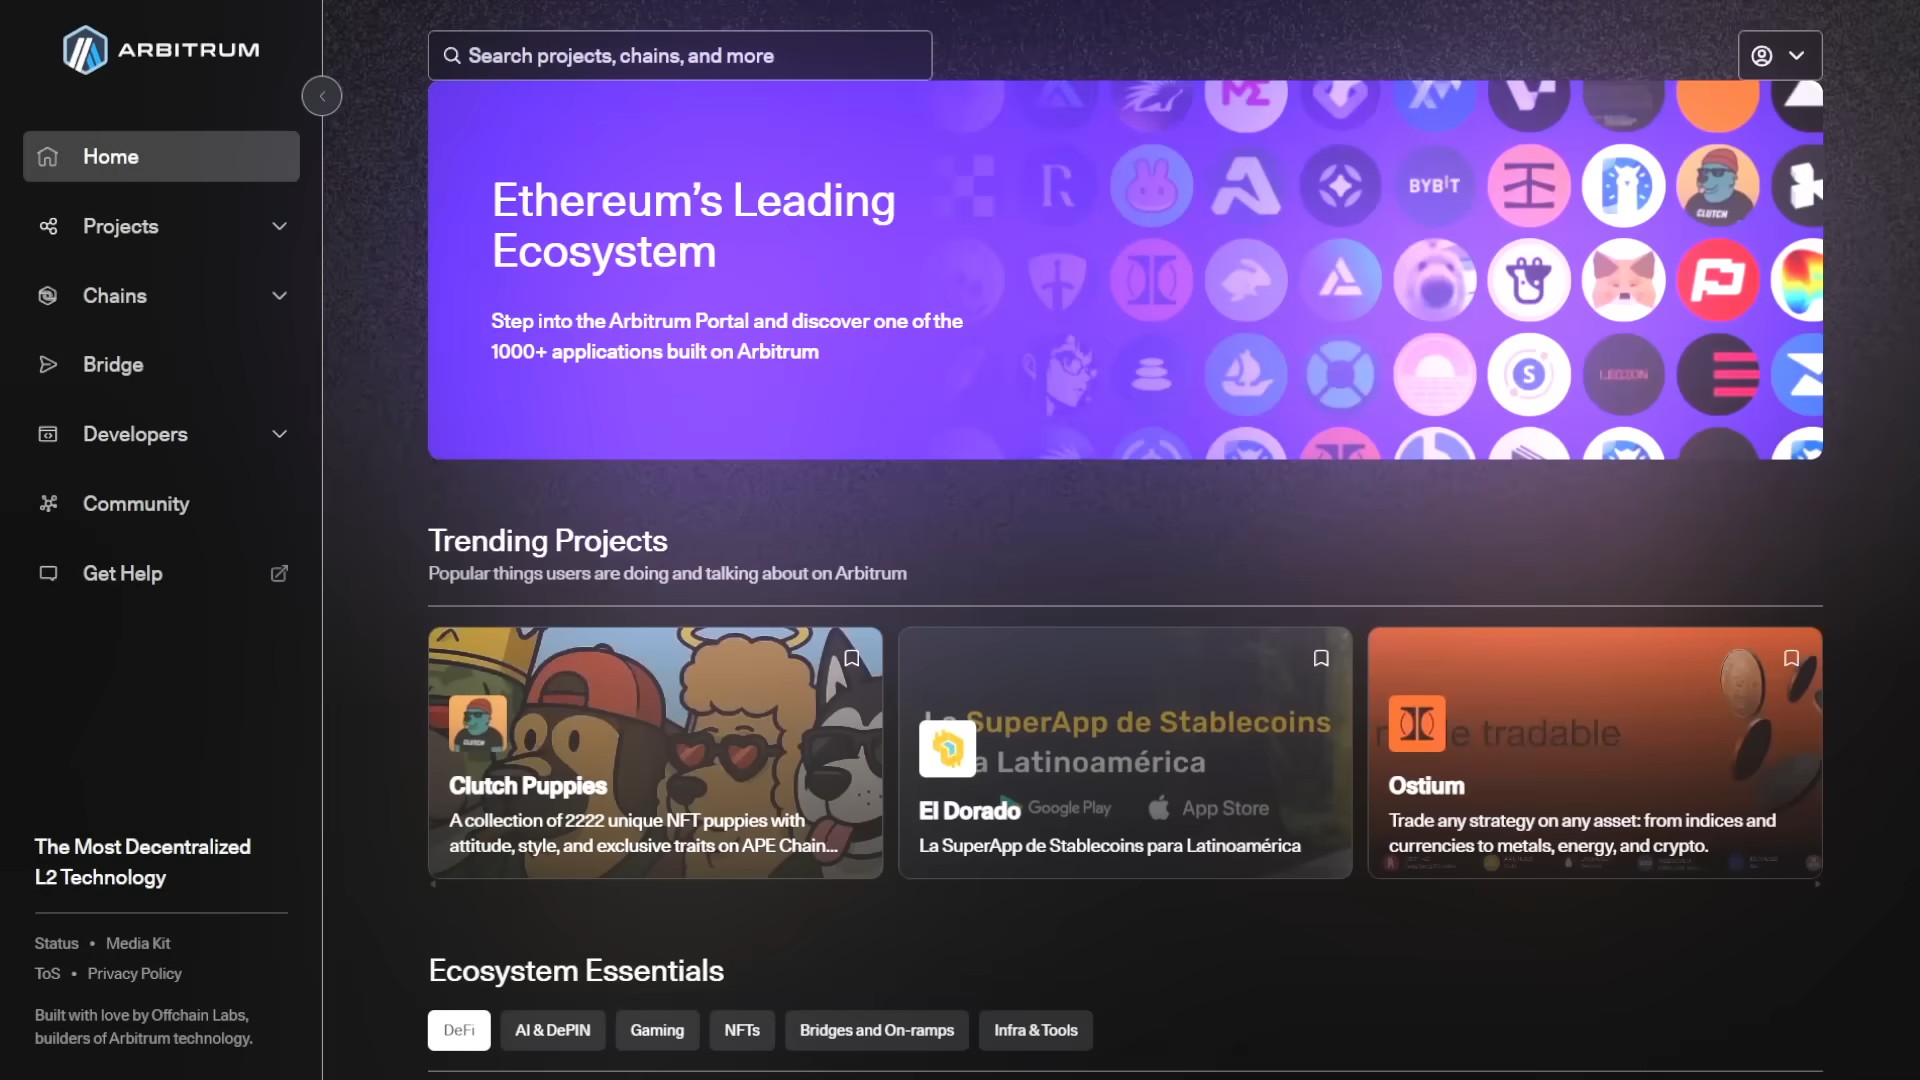 ARBITRUM
Search projects, chains, and more
Home
Projects
Chains
Bridge
Developers
Community
Get Help
The Most Decentralized
L2 Technology
Status • Media Kit
ToS • Privacy Policy
Built with love by Offchain Labs,
builders of Arbitrum technology.
Ethereum’s Leading
Ecosystem
Step into the Arbitrum Portal and discover one of the
1000+ applications built on Arbitrum
BYBIT
CLUTCH
LEGION
Trending Projects
Popular things users are doing and talking about on Arbitrum
CLUTCH
Clutch Puppies
A collection of 2222 unique NFT puppies with
attitude, style, and exclusive traits on APE Chain...
La SuperApp de Stablecoins
a Latinoamérica
Google Play
App Store
El Dorado
La SuperApp de Stablecoins para Latinoamérica
tradable
Ostium
Trade any strategy on any asset: from indices and
currencies to metals, energy, and crypto.
Ecosystem Essentials
DeFi
AI & DePIN
Gaming
NFTs
Bridges and On-ramps
Infra & Tools